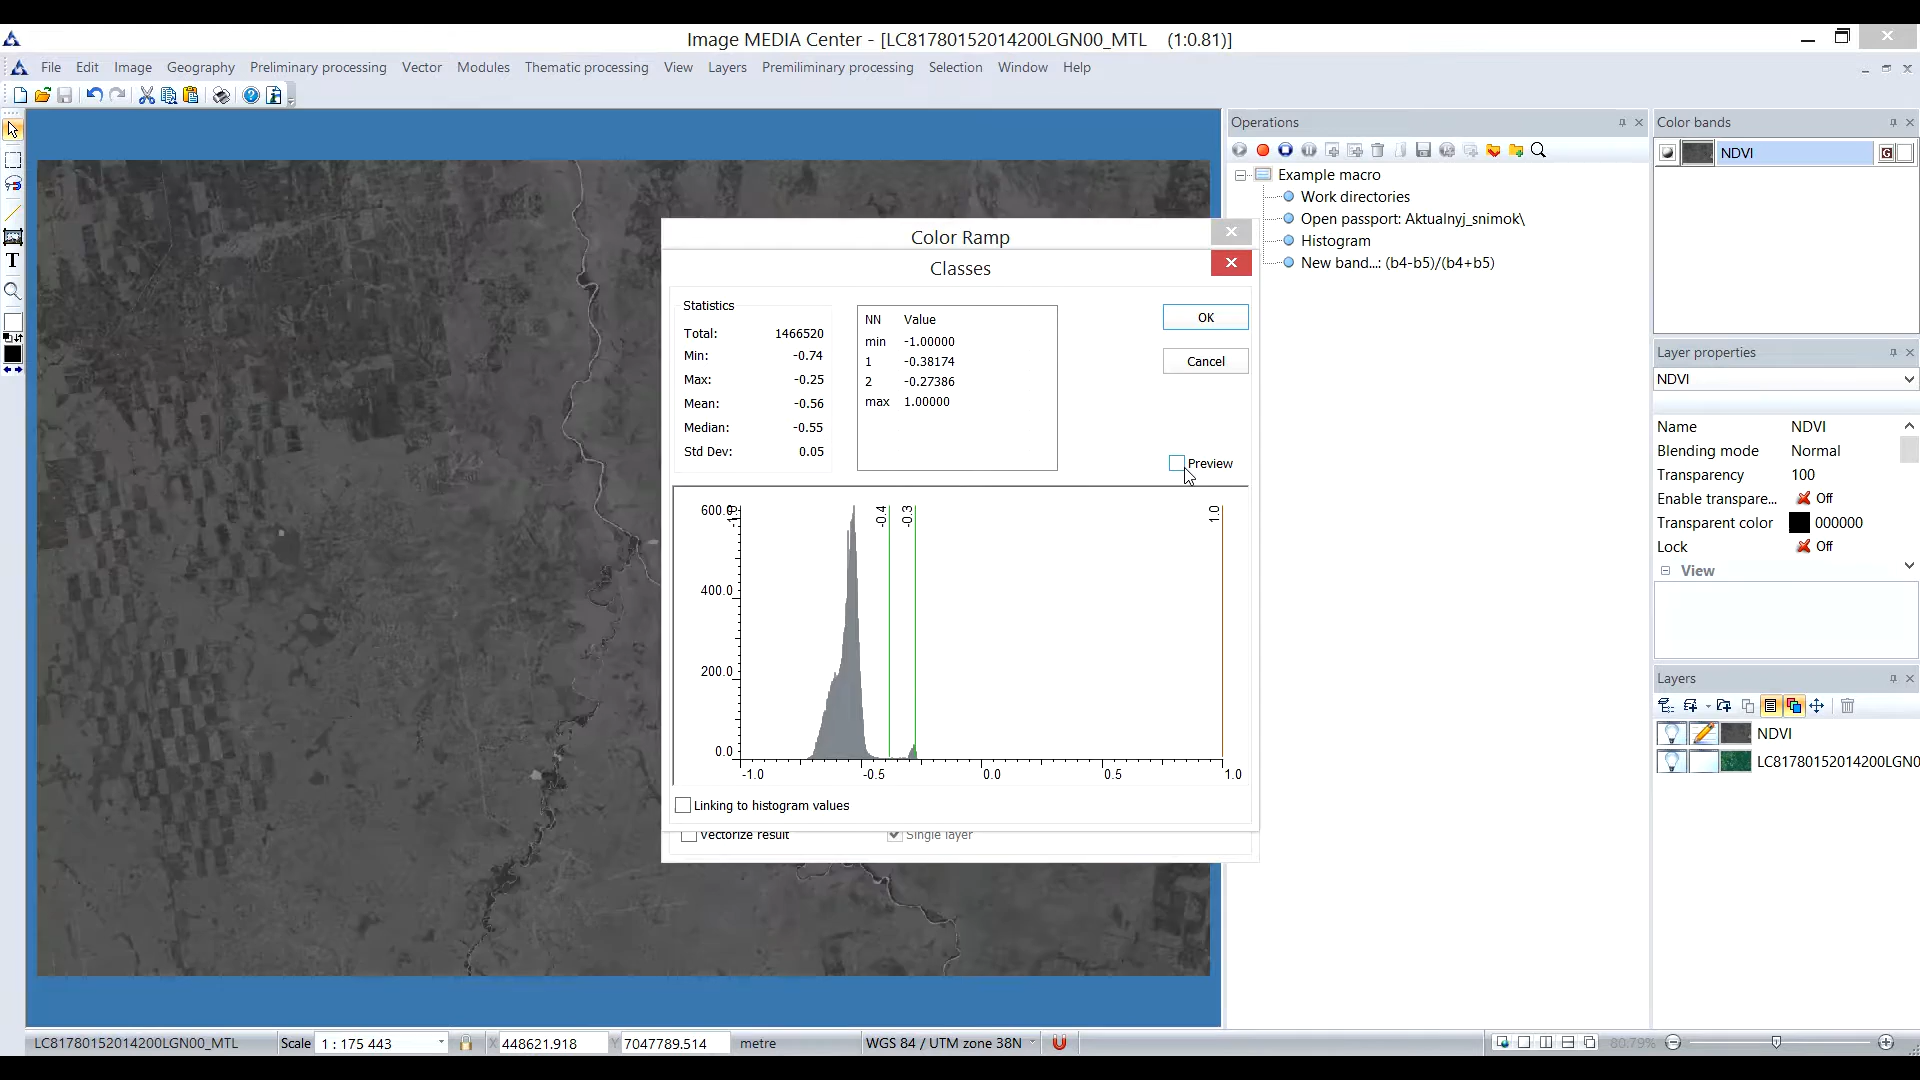 Image MEDIA Center - [LC81780152014200LGN00_MTL (1:0.81)]
File Edit Image Geography Preliminary processing Vector Modules Thematic processing View Layers Premiliminary processing Selection Window Help
Operations
Example macro
Work directories
Open passport: Aktualnyj_snimok\
Histogram
New band...: (b4-b5)/(b4+b5)
Color bands
NDVI
G
Color Ramp
Classes
Statistics
Total: 1466520
Min: -0.74
Max: -0.25
Mean: -0.56
Median: -0.55
Std Dev: 0.05
NN Value
min -1.00000
1 -0.38174
2 -0.27386
max 1.00000
OK
Cancel
Preview
600.0
400.0
200.0
0.0
-0.4
-0.3
1.0
-1.0 -0.5 0.0 0.5 1.0
Linking to histogram values
Vectorize result Single layer
Layer properties
NDVI
Name NDVI
Blending mode Normal
Transparency 100
Enable transpare... Off
Transparent color 000000
Lock Off
View
Layers
NDVI
LC81780152014200LGN0
T
LC81780152014200LGN00_MTL Scale 1 : 175 443 X 448621.918 Y 7047789.514 metre WGS 84 / UTM zone 38N 80.79%